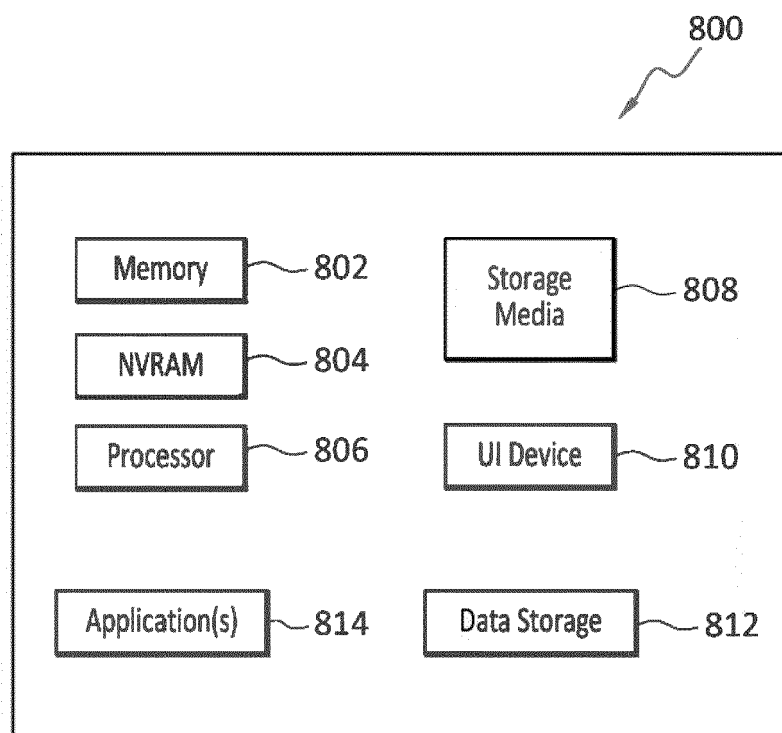 800
Memory
802
Storage
Media
808
NVRAM
804
Processor
806
UI Device
810
Application(s)
814
Data Storage
812